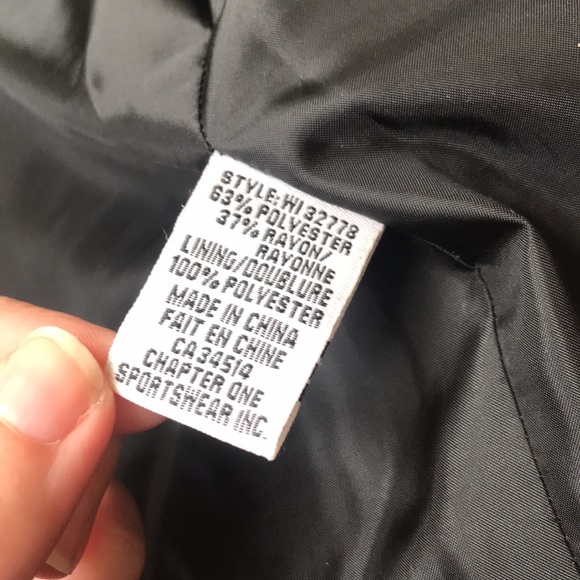 STYLE: WI 32778
63% POLYESTER
37% RAYON/
RAYONNE
LINING/DOUBLURE
100% POLYESTER
MADE IN CHINA
FAIT EN CHINE
CA 34514
CHAPTER ONE
SPORTSWEAR INC.